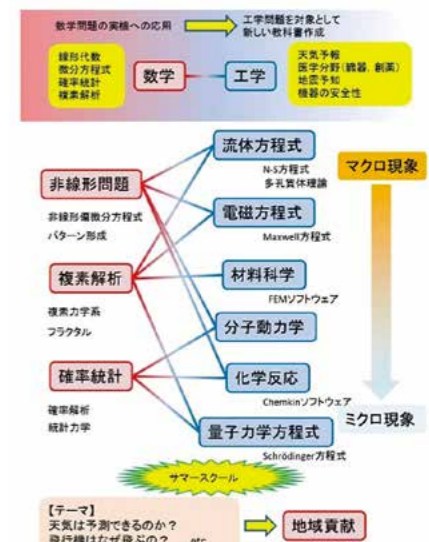 数学問題の実機への応用
工学問題を対象として
新しい教科書作成
線形代数
微分方程式
確率統計
複素解析
数学
工学
天気予報
医学分野(臓器, 創薬)
地震予知
機器の安全性
流体方程式
N-S方程式
多孔質体理論
マクロ現象
非線形問題
非線形偏微分方程式
パターン形成
電磁方程式
Maxwell方程式
複素解析
複素力学系
フラクタル
材料科学
FEMソフトウェア
分子動力学
確率統計
確率解析
統計力学
化学反応
Chemkinソフトウェア
ミクロ現象
量子力学方程式
Schrödinger方程式
サマースクール
【テーマ】
天気は予測できるのか?
飛行機はなぜ飛ぶの? etc
地域貢献